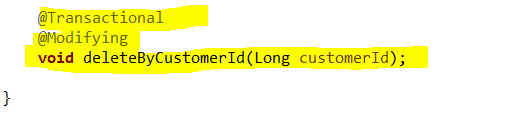 @Transactional
@Modifying
void deleteByCustomerId(Long customerId);
}